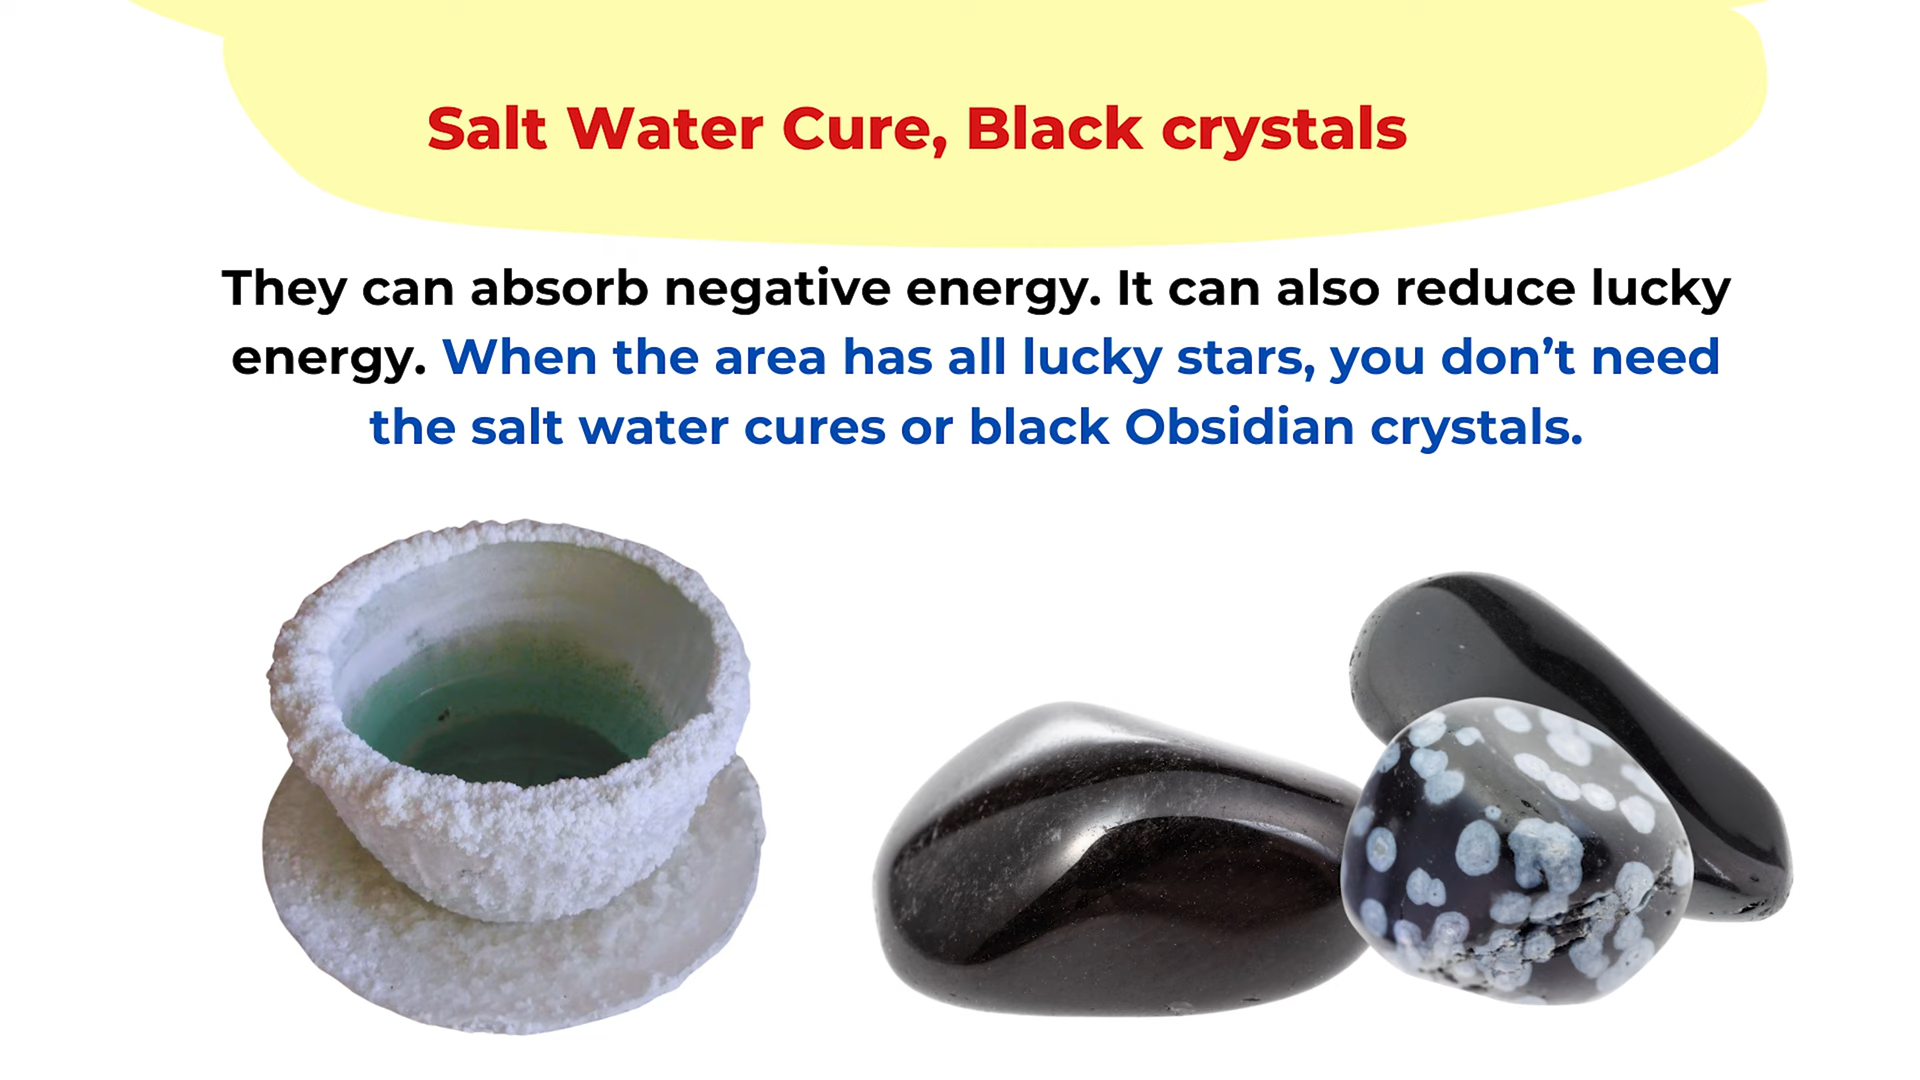 Salt Water Cure, Black crystals
They can absorb negative energy. It can also reduce lucky
energy. When the area has all lucky stars, you don’t need
the salt water cures or black Obsidian crystals.